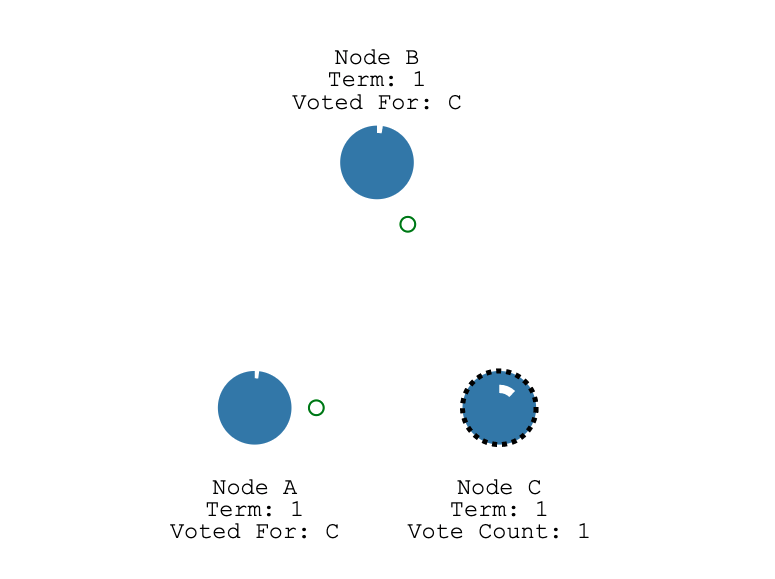 Node B
Term: 1
Voted For: C
Node A
Term: 1
Voted For: C
Node C
Term: 1
Vote Count: 1